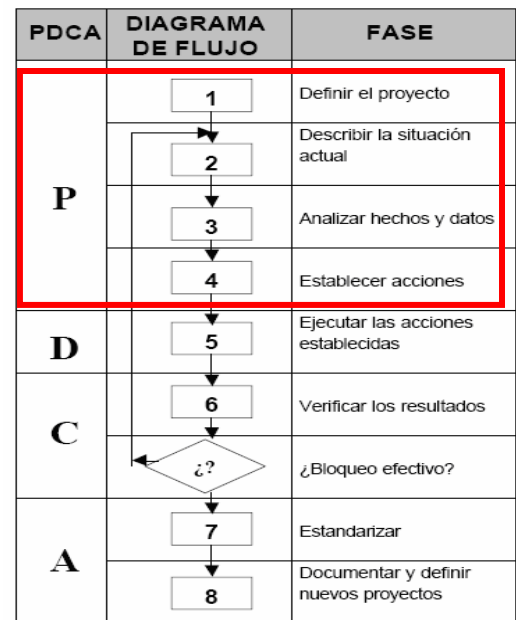 PDCA
DIAGRAMA
DE FLUJO
FASE
P
1
Definir el proyecto
2
Describir la situación
actual
3
Analizar hechos y datos
4
Establecer acciones
D
5
Ejecutar las acciones
establecidas
C
6
Verificar los resultados
¿?
¿Bloqueo efectivo?
A
7
Estandarizar
8
Documentar y definir
nuevos proyectos